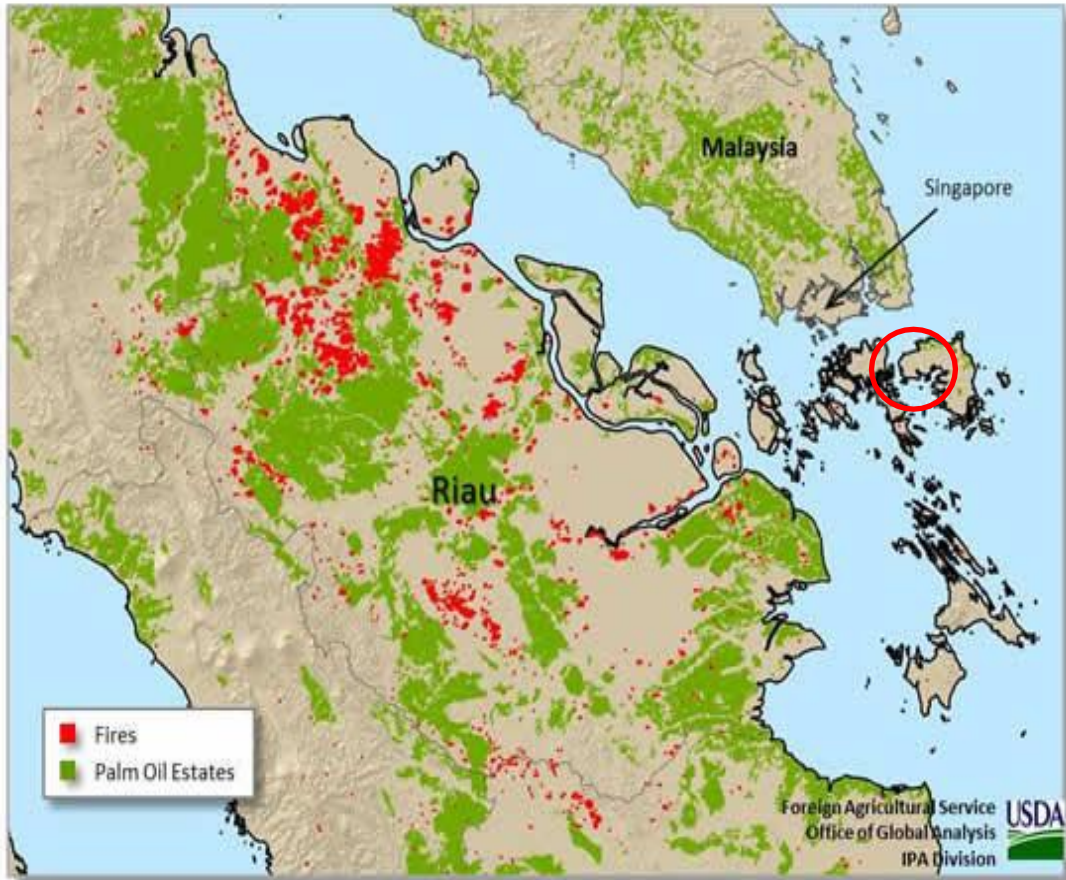 Malaysia
Singapore
Riau
Fires
Palm Oil Estates
Foreign Agricultural Service
Office of Global Analysis
IPA Division
USDA